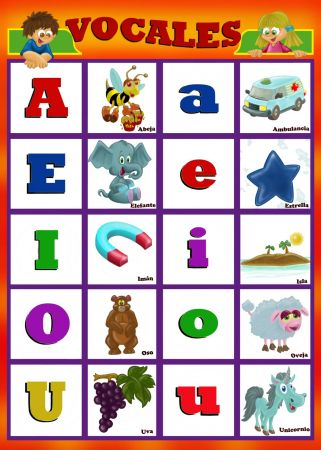 VOCALES
A
Abeja
a
Ambulancia
E
Elefante
e
Estrella
I
Imán
i
Isla
O
Oso
o
Oveja
U
Uva
u
Unicornio